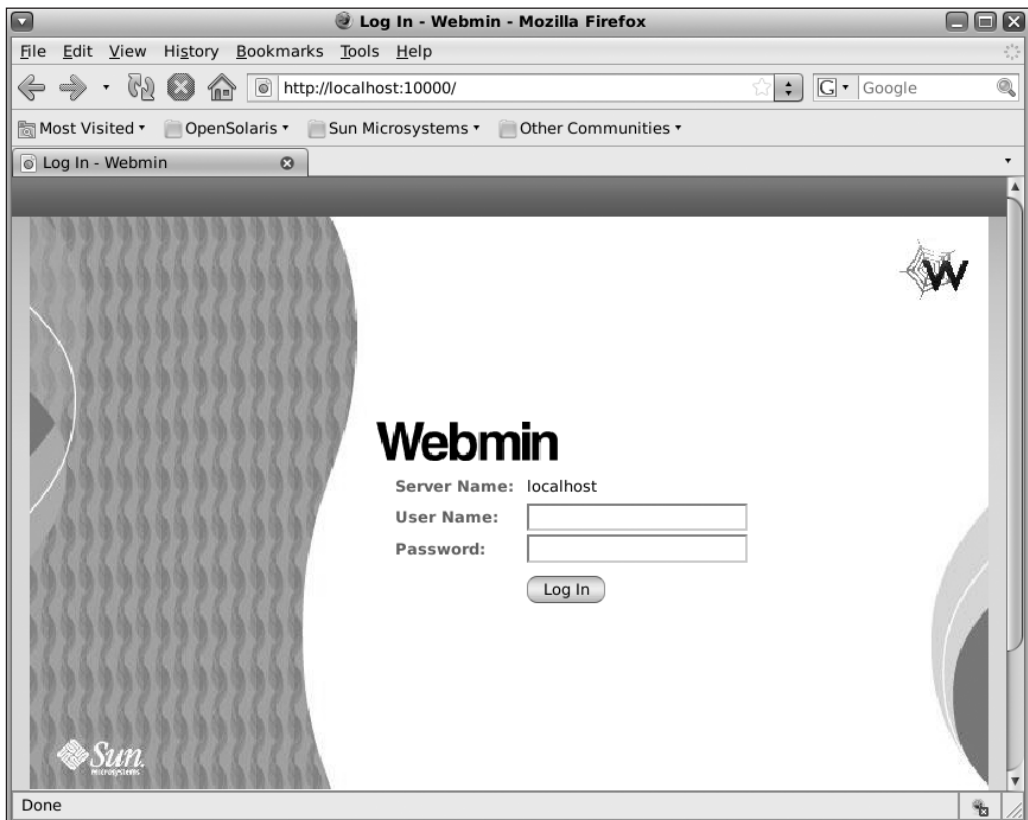 Log In - Webmin - Mozilla Firefox
File Edit View History Bookmarks Tools Help
http://localhost:10000/ G Google
Most Visited OpenSolaris Sun Microsystems Other Communities
Log In - Webmin
W
Webmin
Server Name: localhost
User Name:
Password:
Log In
Sun
microsystems
Done